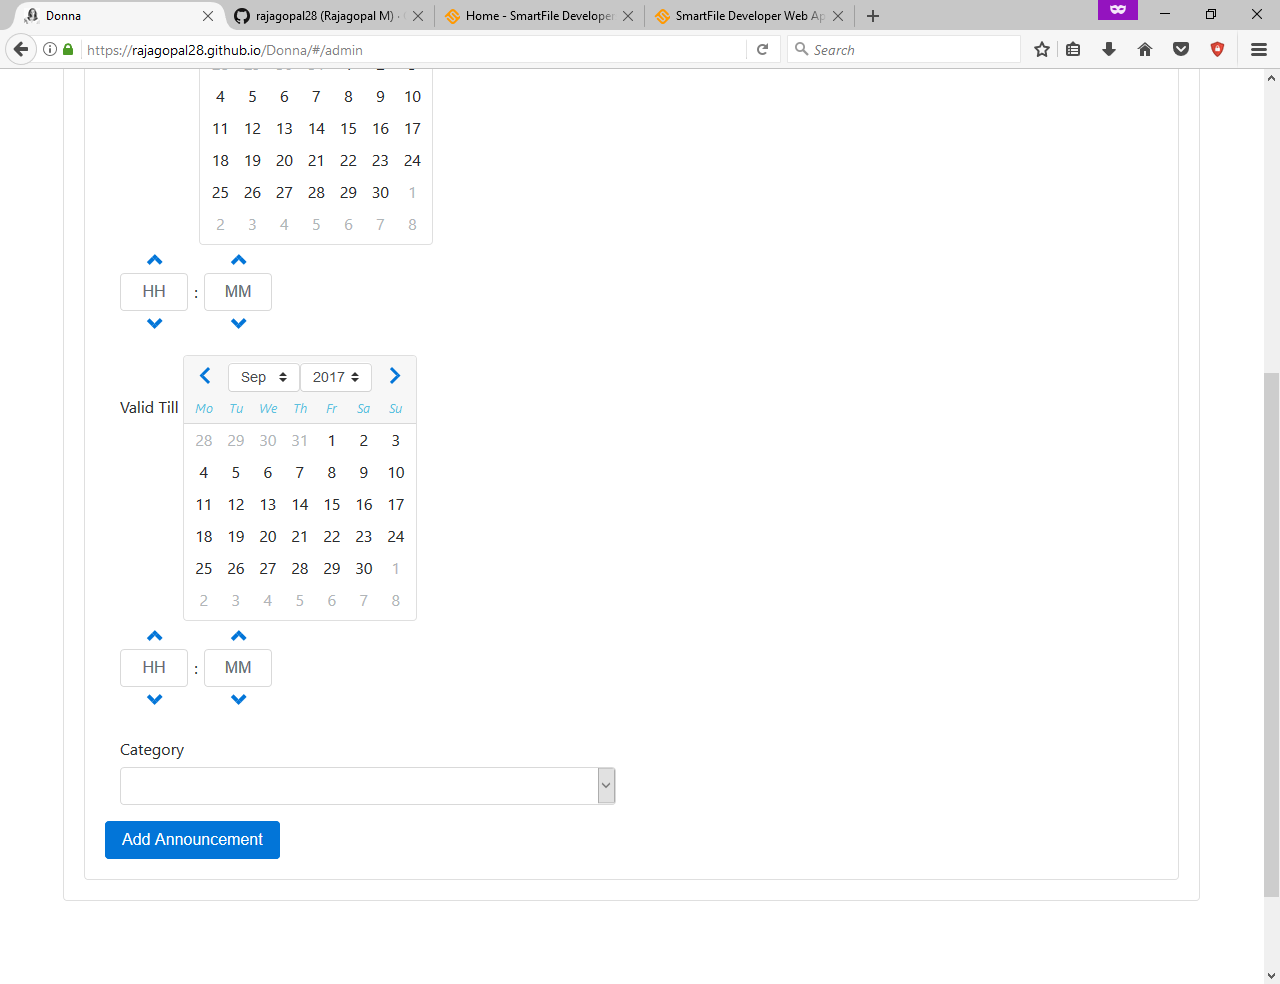 Donna
rajagopal28 (Rajagopal M) ·
Home - SmartFile Developer
SmartFile Developer Web Ap
https://rajagopal28.github.io/Donna/#/admin
Search
4 5 6 7 8 9 10
11 12 13 14 15 16 17
18 19 20 21 22 23 24
25 26 27 28 29 30 1
2 3 4 5 6 7 8
HH : MM
Sep 2017
Valid Till
Mo Tu We Th Fr Sa Su
28 29 30 31 1 2 3
4 5 6 7 8 9 10
11 12 13 14 15 16 17
18 19 20 21 22 23 24
25 26 27 28 29 30 1
2 3 4 5 6 7 8
HH : MM
Category
Add Announcement